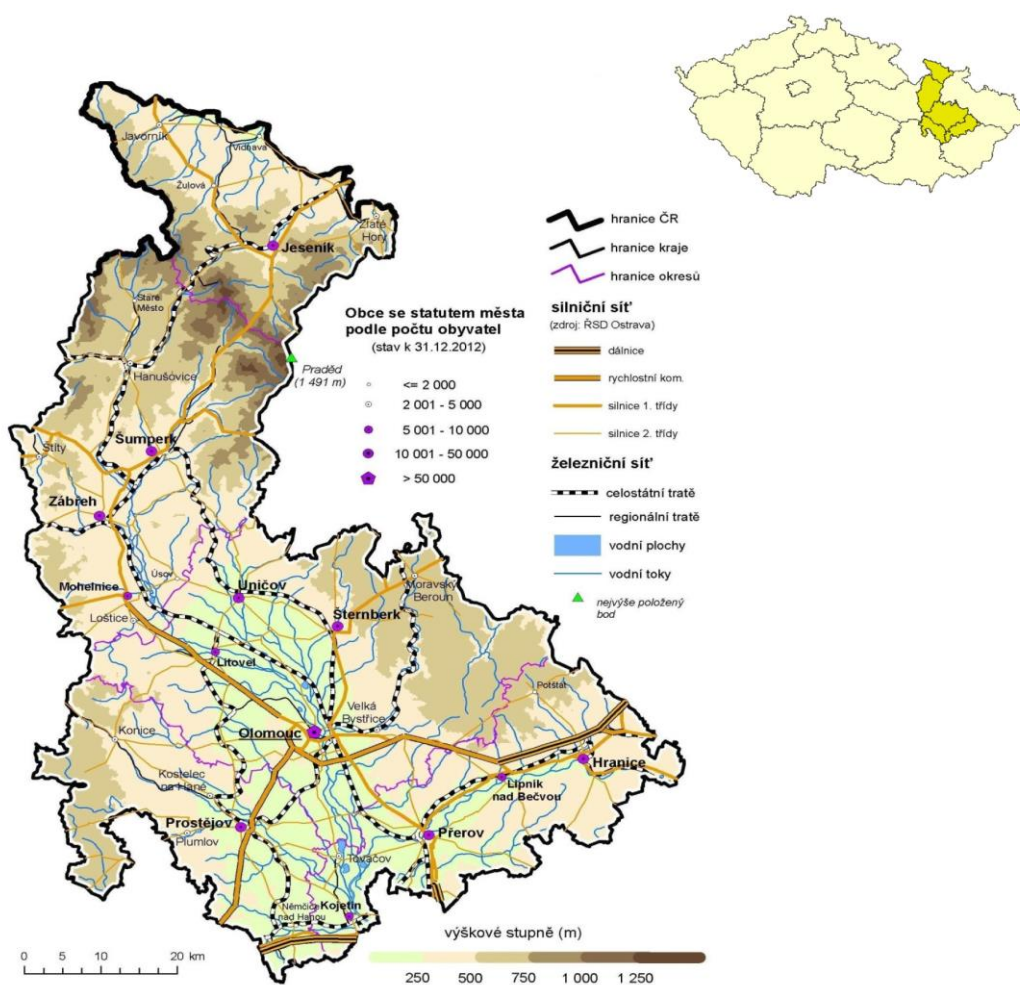 Javorník
Vidnava
Žulová
Zlaté
Hory
Jeseník
Staré
Město
Hanušovice
Praděd
(1 491 m)
Šumperk
Štíty
Zábřeh
Mohelnice
Úsov
Loštice
Uničov
Šternberk
Moravský
Beroun
Litovel
Potštát
Velká
Bystřice
Olomouc
Konice
Hranice
Lipník
nad Bečvou
Kostelec
na Hané
Prostějov
Plumlov
Přerov
Tovačov
Němčice
nad Hanou
Kojetín
Obce se statutem města
podle počtu obyvatel
(stav k 31.12.2012)
<= 2 000
2 001 - 5 000
5 001 - 10 000
10 001 - 50 000
> 50 000
hranice ČR
hranice kraje
hranice okresů
silniční síť
(zdroj: ŘSD Ostrava)
dálnice
rychlostní kom.
silnice 1. třídy
silnice 2. třídy
železniční síť
celostátní tratě
regionální tratě
vodní plochy
vodní toky
nejvýše položený
bod
výškové stupně (m)
250 500 750 1 000 1 250
0 5 10 20 km